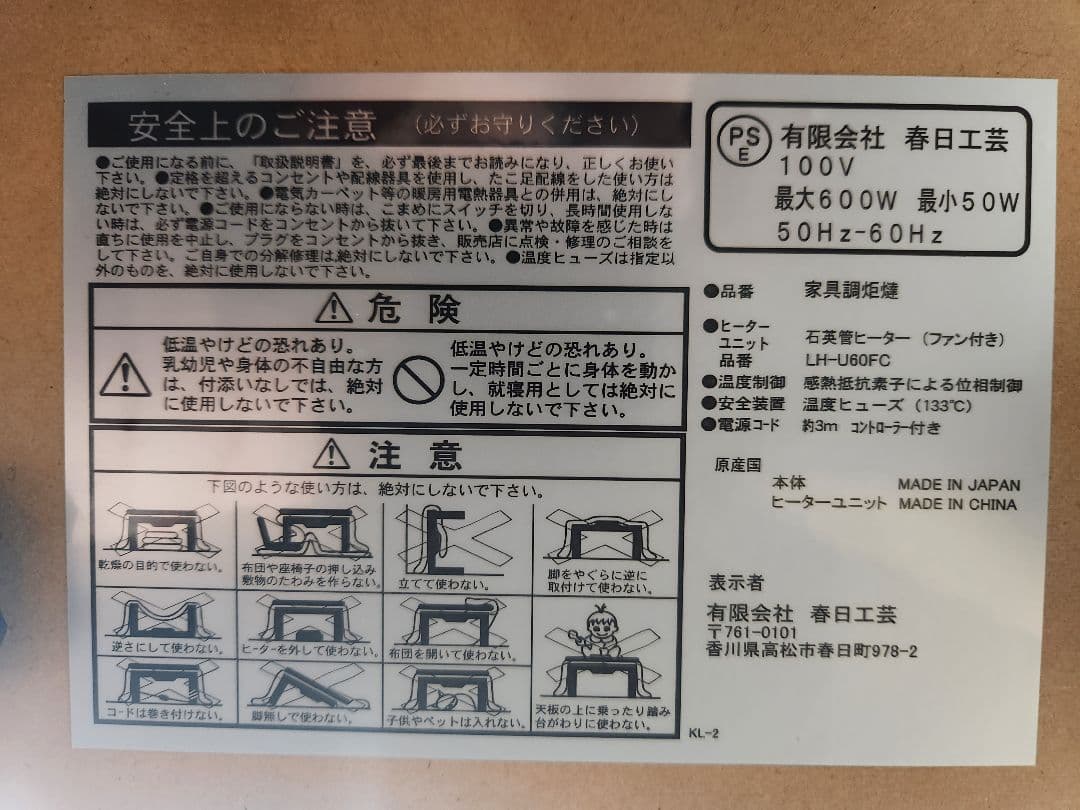 安全上のご注意 （必ずお守りください）
●ご使用になる前に、「取扱説明書」を、必ず最後までお読みになり、正しくお使い
下さい。●定格を超えるコンセントや配線器具を使用し、たこ足配線をした使い方は
絶対にしないで下さい。●電気カーペット等の暖房用電熱器具との併用は、絶対にし
ないで下さい。●ご使用にならない時は、こまめにスイッチを切り、長時間使用しな
い時は、必ず電源コードをコンセントから抜いて下さい。●異常や故障を感じた時は
直ちに使用を中止し、プラグをコンセントから抜き、販売店に点検・修理のご相談を
して下さい。ご自身での分解修理は絶対にしないで下さい。●温度ヒューズは指定以
外のものを、絶対に使用しないで下さい。
危険
低温やけどの恐れあり。
乳幼児や身体の不自由な方
は、付添いなしでは、絶対
に使用しないで下さい。
低温やけどの恐れあり。
一定時間ごとに身体を動か
し、就寝用としては絶対に
使用しないで下さい。
注意
下図のような使い方は、絶対にしないで下さい。
乾燥の目的で使わない。
布団や座椅子の押し込み
敷物のたわみを作らない。
立てて使わない。
脚をやぐらに逆に
取付けて使わない。
逆さにして使わない。
ヒーターを外して使わない。
布団を開いて使わない。
天板の上に乗ったり踏み
台がわりに使わない。
コードは巻き付けない。
脚無しで使わない。
子供やペットは入れない。
KL-2
PS
E
有限会社 春日工芸
100V
最大600W 最小50W
50Hz-60Hz
●品番 家具調炬燵
●ヒーター
ユニット
品番
石英管ヒーター（ファン付き）
LH-U60FC
●温度制御 感熱抵抗素子による位相制御
●安全装置 温度ヒューズ（133℃）
●電源コード 約3m コントローラー付き
原産国
本体 MADE IN JAPAN
ヒーターユニット MADE IN CHINA
表示者
有限会社 春日工芸
〒761-0101
香川県高松市春日町978-2